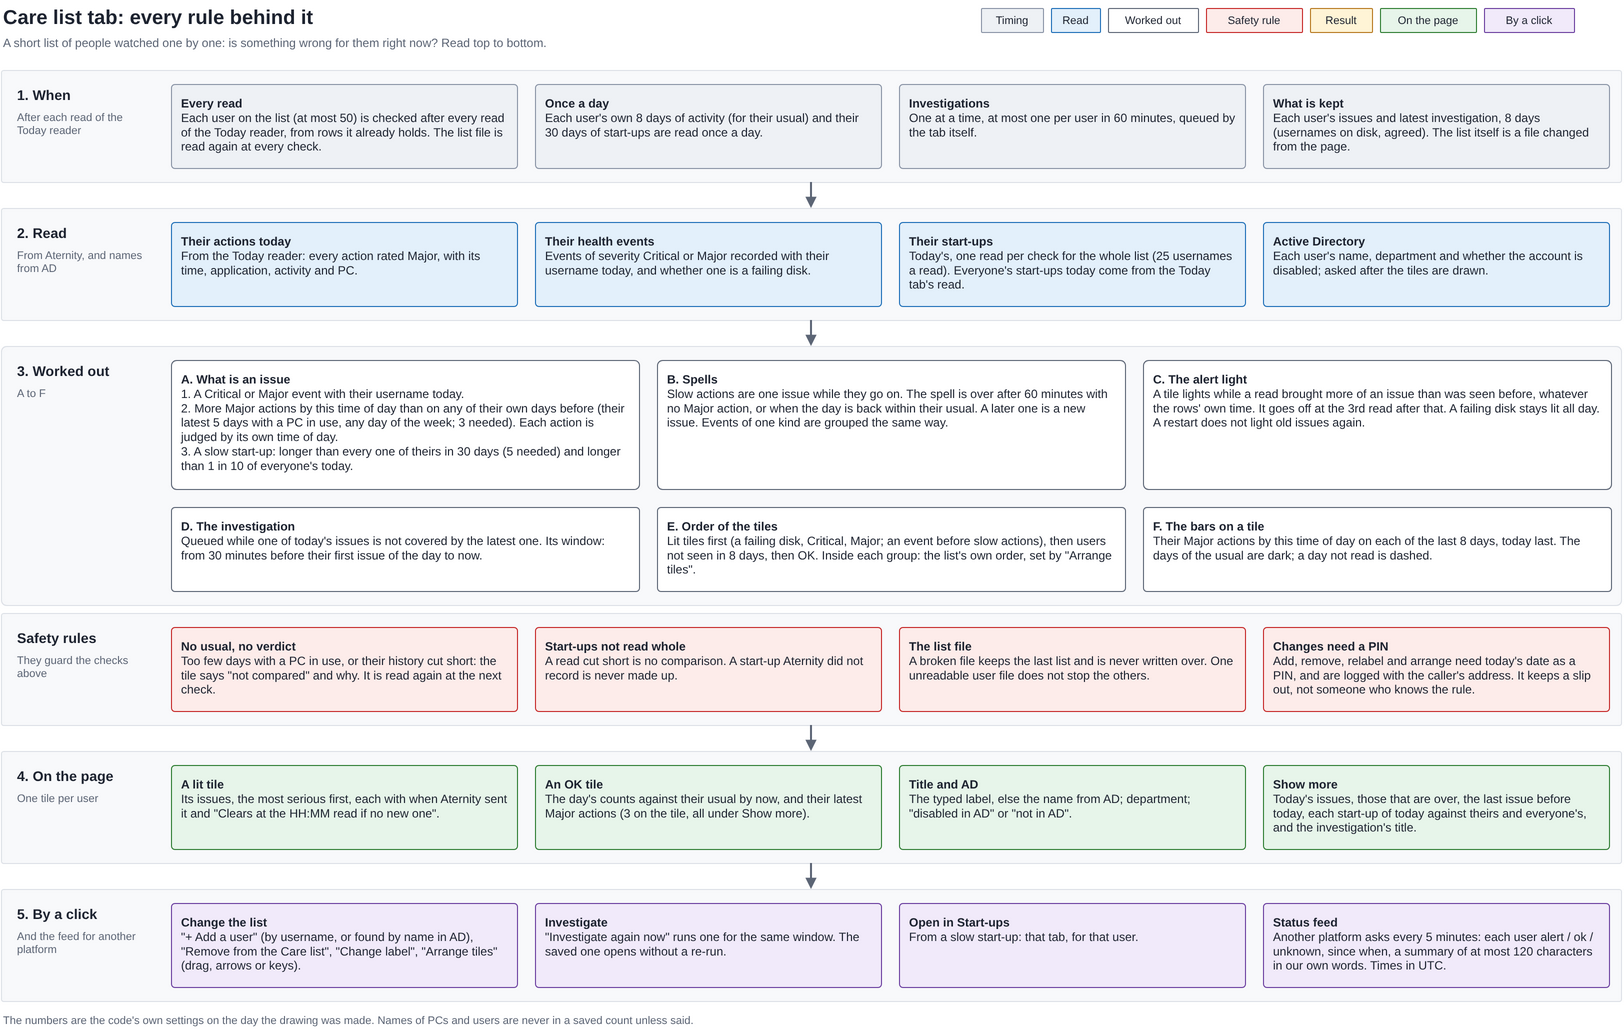 Care list tab: every rule behind it
Timing
Read
Worked out
Safety rule
Result
On the page
By a click
A short list of people watched one by one: is something wrong for them right now? Read top to bottom.
1. When
After each read of the
Today reader
Every read
Each user on the list (at most 50) is checked after every read
of the Today reader, from rows it already holds. The list file is
read again at every check.
Once a day
Each user's own 8 days of activity (for their usual) and their
30 days of start-ups are read once a day.
Investigations
One at a time, at most one per user in 60 minutes, queued by
the tab itself.
What is kept
Each user's issues and latest investigation, 8 days
(usernames on disk, agreed). The list itself is a file changed
from the page.
2. Read
From Aternity, and names
from AD
Their actions today
From the Today reader: every action rated Major, with its
time, application, activity and PC.
Their health events
Events of severity Critical or Major recorded with their
username today, and whether one is a failing disk.
Their start-ups
Today's, one read per check for the whole list (25 usernames
a read). Everyone's start-ups today come from the Today
tab's read.
Active Directory
Each user's name, department and whether the account is
disabled; asked after the tiles are drawn.
3. Worked out
A to F
A. What is an issue
1. A Critical or Major event with their username today.
2. More Major actions by this time of day than on any of their own days before (their
latest 5 days with a PC in use, any day of the week; 3 needed). Each action is
judged by its own time of day.
3. A slow start-up: longer than every one of theirs in 30 days (5 needed) and longer
than 1 in 10 of everyone's today.
B. Spells
Slow actions are one issue while they go on. The spell is over after 60 minutes with
no Major action, or when the day is back within their usual. A later one is a new
issue. Events of one kind are grouped the same way.
C. The alert light
A tile lights while a read brought more of an issue than was seen before, whatever
the rows' own time. It goes off at the 3rd read after that. A failing disk stays lit all day.
A restart does not light old issues again.
D. The investigation
Queued while one of today's issues is not covered by the latest one. Its window:
from 30 minutes before their first issue of the day to now.
E. Order of the tiles
Lit tiles first (a failing disk, Critical, Major; an event before slow actions), then users
not seen in 8 days, then OK. Inside each group: the list's own order, set by "Arrange
tiles".
F. The bars on a tile
Their Major actions by this time of day on each of the last 8 days, today last. The
days of the usual are dark; a day not read is dashed.
Safety rules
They guard the checks
above
No usual, no verdict
Too few days with a PC in use, or their history cut short: the
tile says "not compared" and why. It is read again at the next
check.
Start-ups not read whole
A read cut short is no comparison. A start-up Aternity did not
record is never made up.
The list file
A broken file keeps the last list and is never written over. One
unreadable user file does not stop the others.
Changes need a PIN
Add, remove, relabel and arrange need today's date as a
PIN, and are logged with the caller's address. It keeps a slip
out, not someone who knows the rule.
4. On the page
One tile per user
A lit tile
Its issues, the most serious first, each with when Aternity sent
it and "Clears at the HH:MM read if no new one".
An OK tile
The day's counts against their usual by now, and their latest
Major actions (3 on the tile, all under Show more).
Title and AD
The typed label, else the name from AD; department;
"disabled in AD" or "not in AD".
Show more
Today's issues, those that are over, the last issue before
today, each start-up of today against theirs and everyone's,
and the investigation's title.
5. By a click
And the feed for another
platform
Change the list
"+ Add a user" (by username, or found by name in AD),
"Remove from the Care list", "Change label", "Arrange tiles"
(drag, arrows or keys).
Investigate
"Investigate again now" runs one for the same window. The
saved one opens without a re-run.
Open in Start-ups
From a slow start-up: that tab, for that user.
Status feed
Another platform asks every 5 minutes: each user alert / ok /
unknown, since when, a summary of at most 120 characters
in our own words. Times in UTC.
The numbers are the code's own settings on the day the drawing was made. Names of PCs and users are never in a saved count unless said.